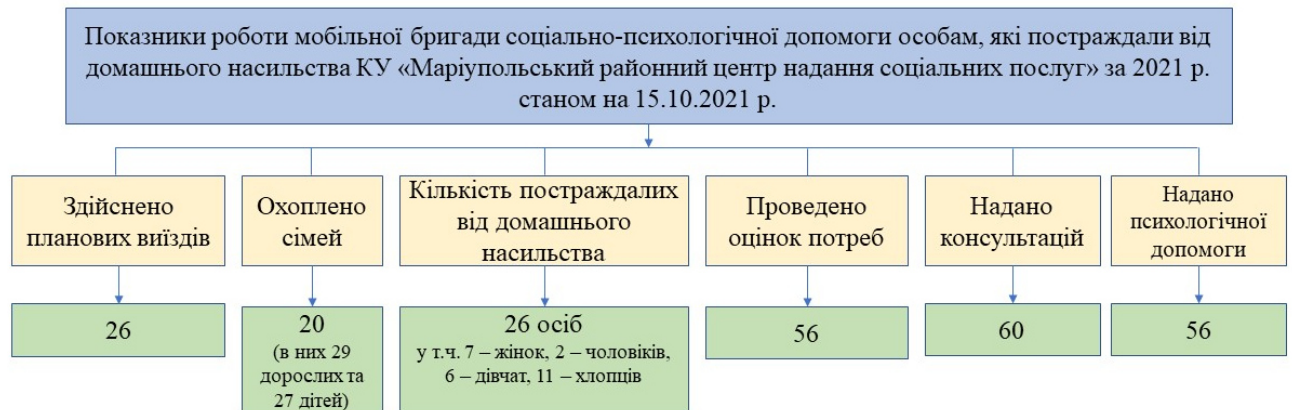 Показники роботи мобільної бригади соціально-психологічної допомоги особам, які постраждали від
домашнього насильства КУ «Маріупольський районний центр надання соціальних послуг» за 2021 р.
станом на 15.10.2021 р.
Здійснено
планових виїздів
26
Охоплено
сімей
20
(в них 29
дорослих та
27 дітей)
Кількість постраждалих
від домашнього
насильства
26 осіб
у т.ч. 7 – жінок, 2 – чоловіків,
6 – дівчат, 11 – хлопців
Проведено
оцінок потреб
56
Надано
консультацій
60
Надано
психологічної
допомоги
56